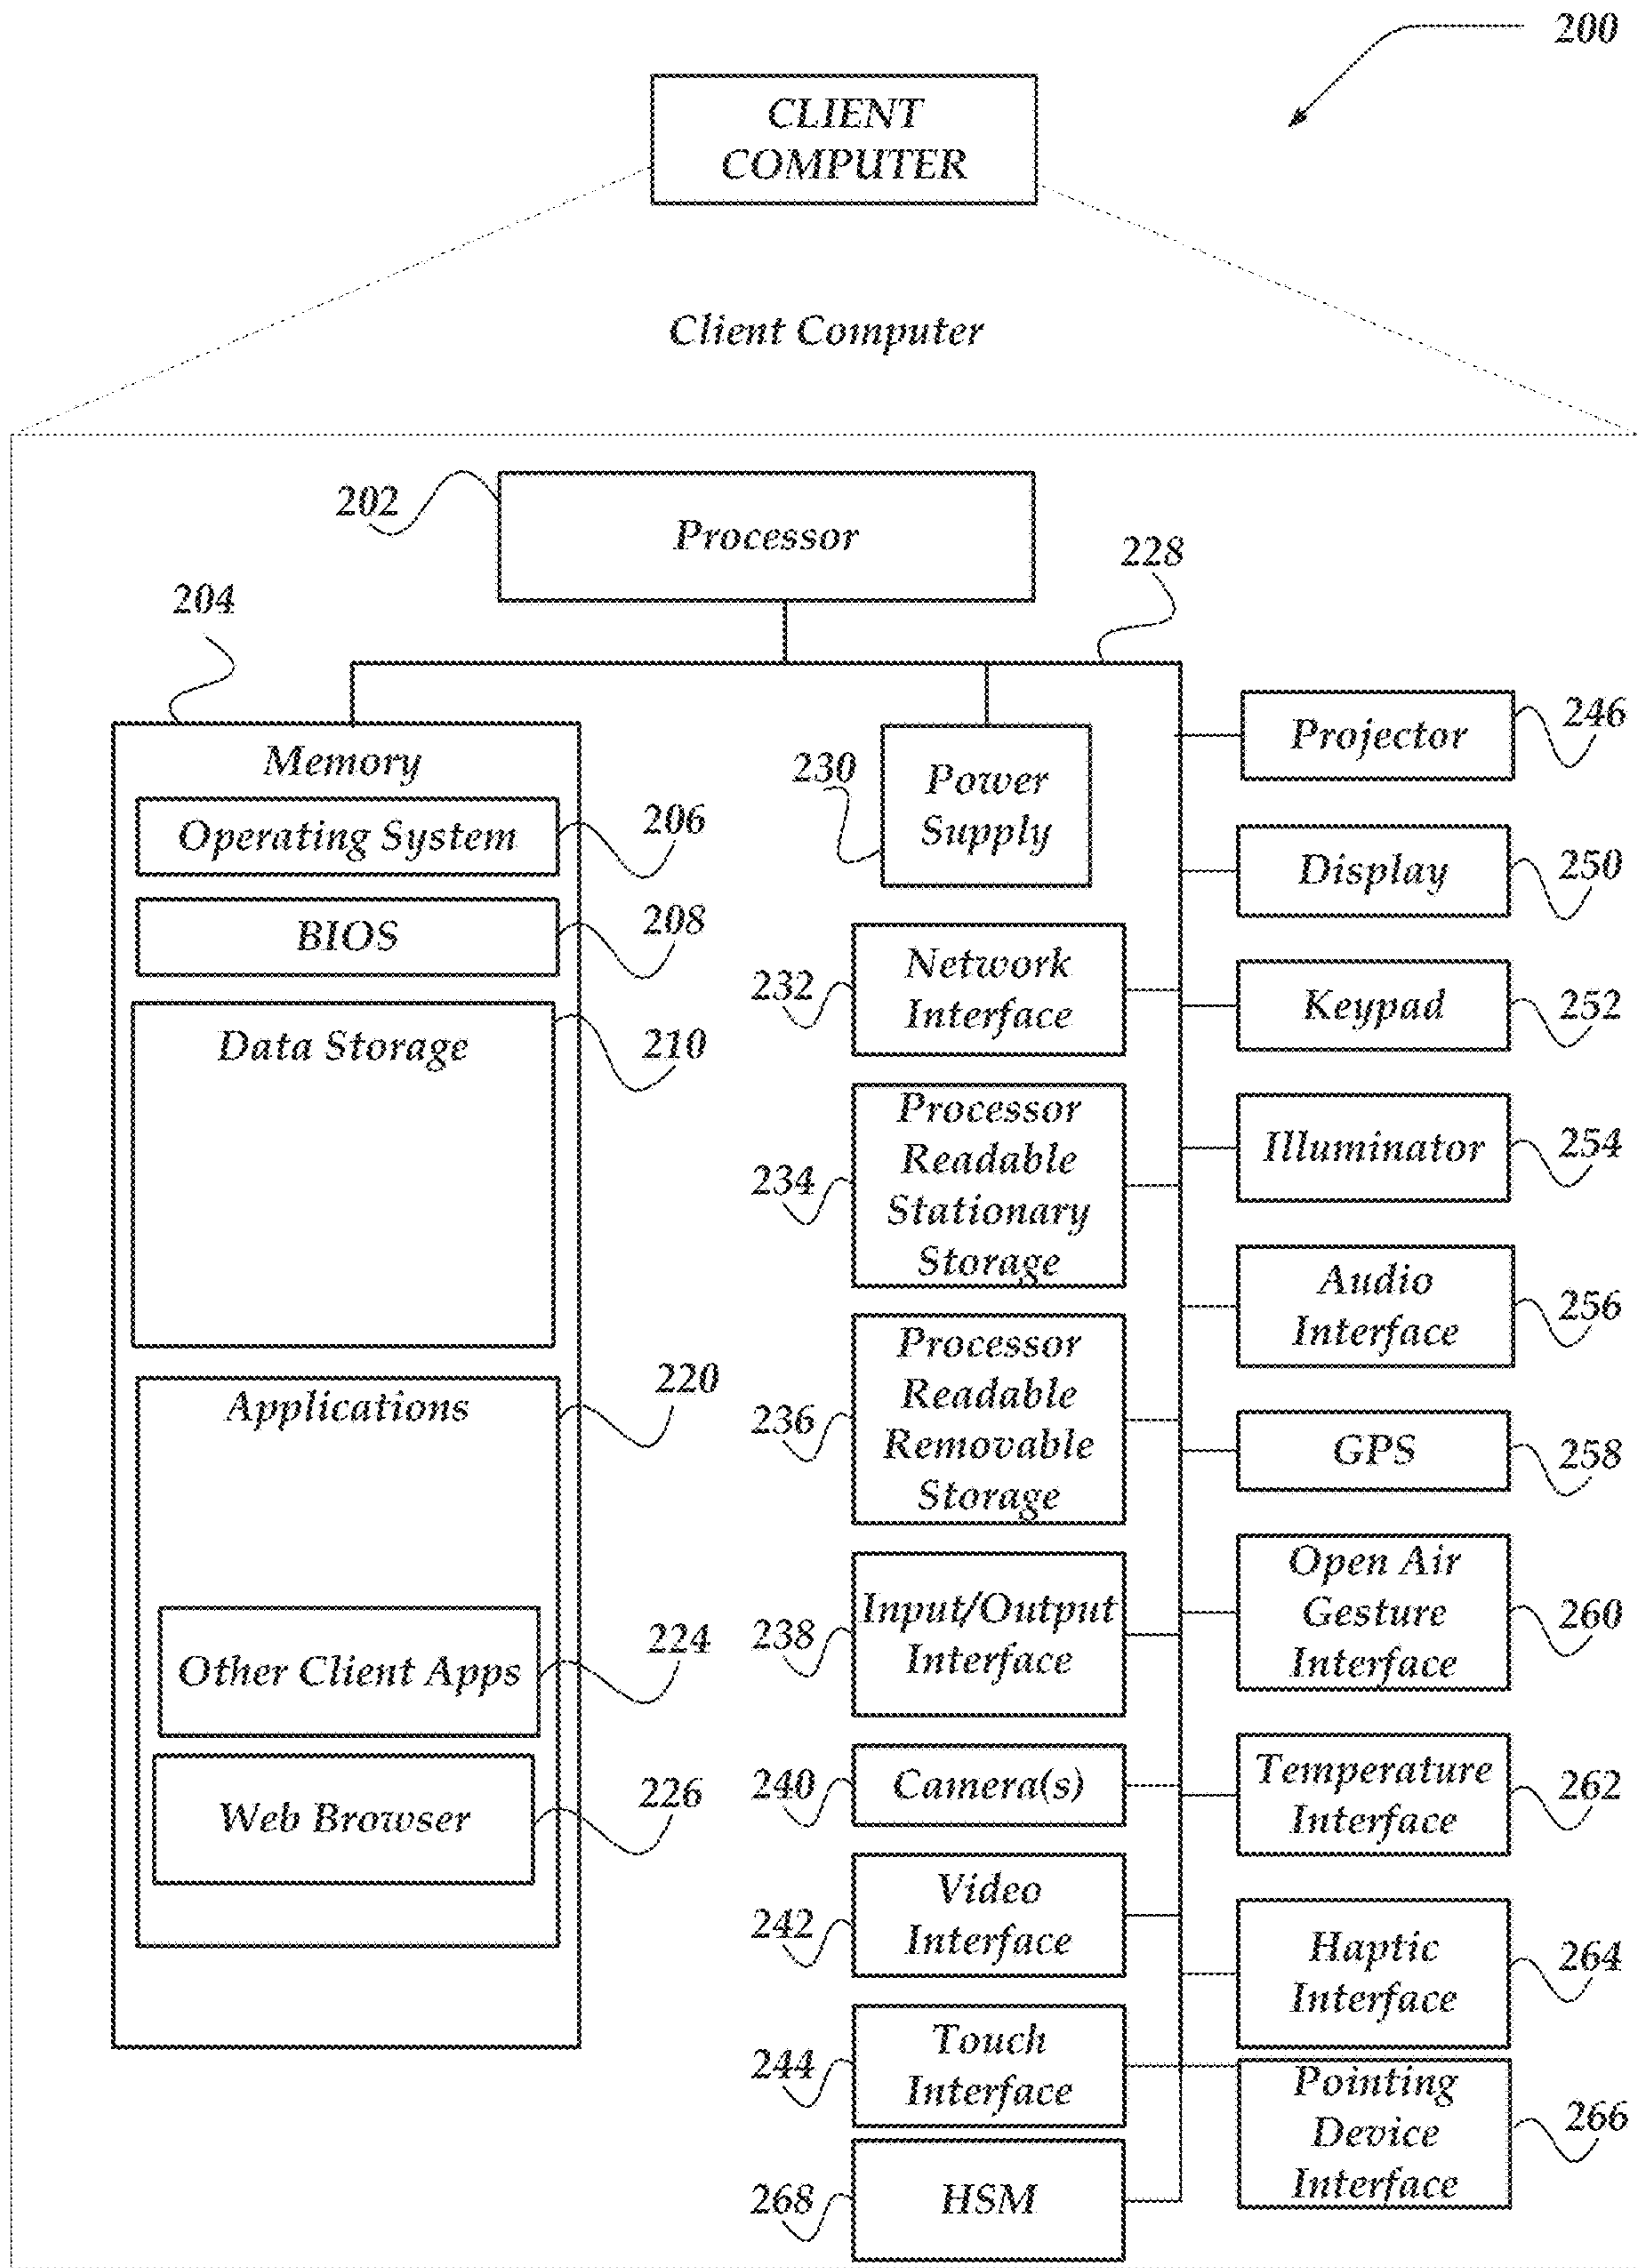 200
CLIENT
COMPUTER
Client Computer
202
Processor
228
204
Memory
Operating System
206
BIOS
208
Data Storage
210
Applications
220
Other Client Apps
224
Web Browser
226
230
Power
Supply
232
Network
Interface
234
Processor
Readable
Stationary
Storage
236
Processor
Readable
Removable
Storage
238
Input/Output
Interface
240
Camera(s)
242
Video
Interface
244
Touch
Interface
268
HSM
Projector
246
Display
250
Keypad
252
Illuminator
254
Audio
Interface
256
GPS
258
Open Air
Gesture
Interface
260
Temperature
Interface
262
Haptic
Interface
264
Pointing
Device
Interface
266